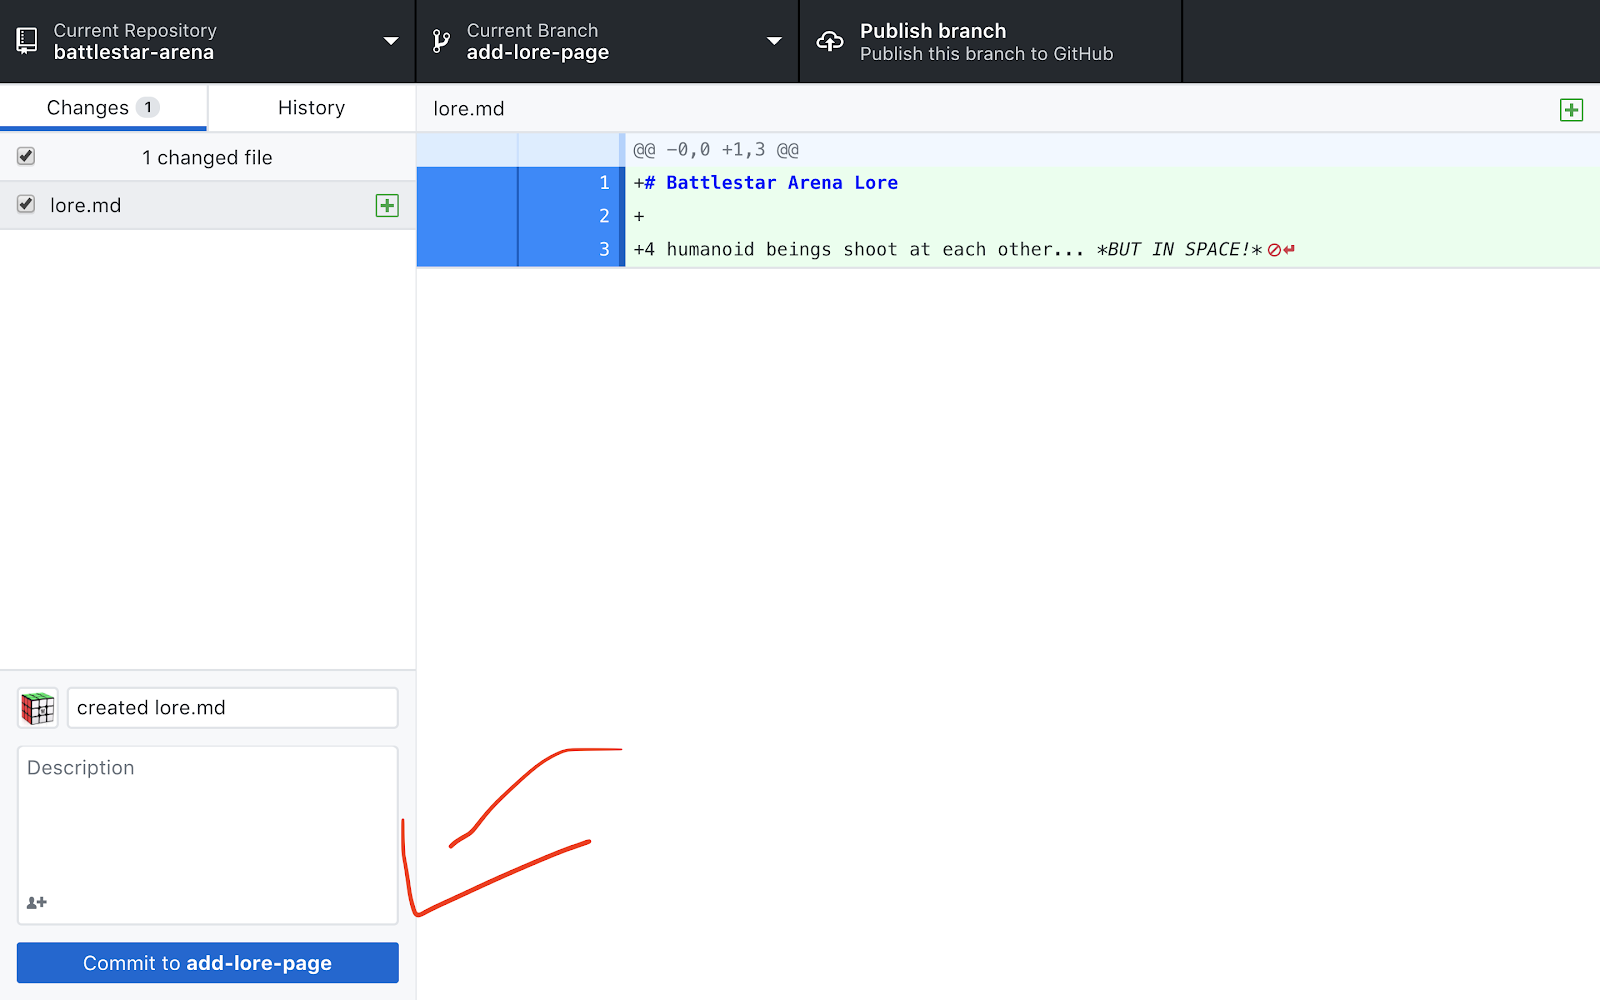 Current Repository
battlestar-arena
Current Branch
add-lore-page
Publish branch
Publish this branch to GitHub
Changes 1
History
lore.md
1 changed file
lore.md
@@ -0,0 +1,3 @@
1 +# Battlestar Arena Lore
2 +
3 +4 humanoid beings shoot at each other... *BUT IN SPACE!*
created lore.md
Description
Commit to add-lore-page